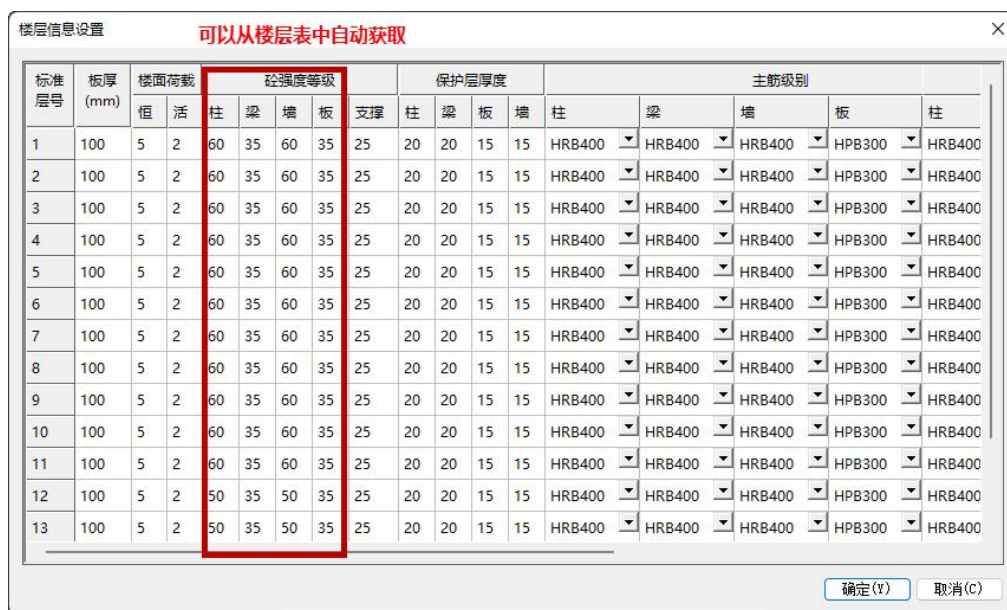 楼层信息设置
可以从楼层表中自动获取
标准层号 板厚(mm) 楼面荷载 砼强度等级 保护层厚度 主筋级别
恒 活 柱 梁 墙 板 支撑 柱 梁 板 墙 柱 梁 墙 板 柱
1 100 5 2 60 35 60 35 25 20 20 15 15 HRB400 HRB400 HRB400 HPB300 HRB400
2 100 5 2 60 35 60 35 25 20 20 15 15 HRB400 HRB400 HRB400 HPB300 HRB400
3 100 5 2 60 35 60 35 25 20 20 15 15 HRB400 HRB400 HRB400 HPB300 HRB400
4 100 5 2 60 35 60 35 25 20 20 15 15 HRB400 HRB400 HRB400 HPB300 HRB400
5 100 5 2 60 35 60 35 25 20 20 15 15 HRB400 HRB400 HRB400 HPB300 HRB400
6 100 5 2 60 35 60 35 25 20 20 15 15 HRB400 HRB400 HRB400 HPB300 HRB400
7 100 5 2 60 35 60 35 25 20 20 15 15 HRB400 HRB400 HRB400 HPB300 HRB400
8 100 5 2 60 35 60 35 25 20 20 15 15 HRB400 HRB400 HRB400 HPB300 HRB400
9 100 5 2 60 35 60 35 25 20 20 15 15 HRB400 HRB400 HRB400 HPB300 HRB400
10 100 5 2 60 35 60 35 25 20 20 15 15 HRB400 HRB400 HRB400 HPB300 HRB400
11 100 5 2 60 35 60 35 25 20 20 15 15 HRB400 HRB400 HRB400 HPB300 HRB400
12 100 5 2 50 35 50 35 25 20 20 15 15 HRB400 HRB400 HRB400 HPB300 HRB400
13 100 5 2 50 35 50 35 25 20 20 15 15 HRB400 HRB400 HRB400 HPB300 HRB400
确定(Y) 取消(C)